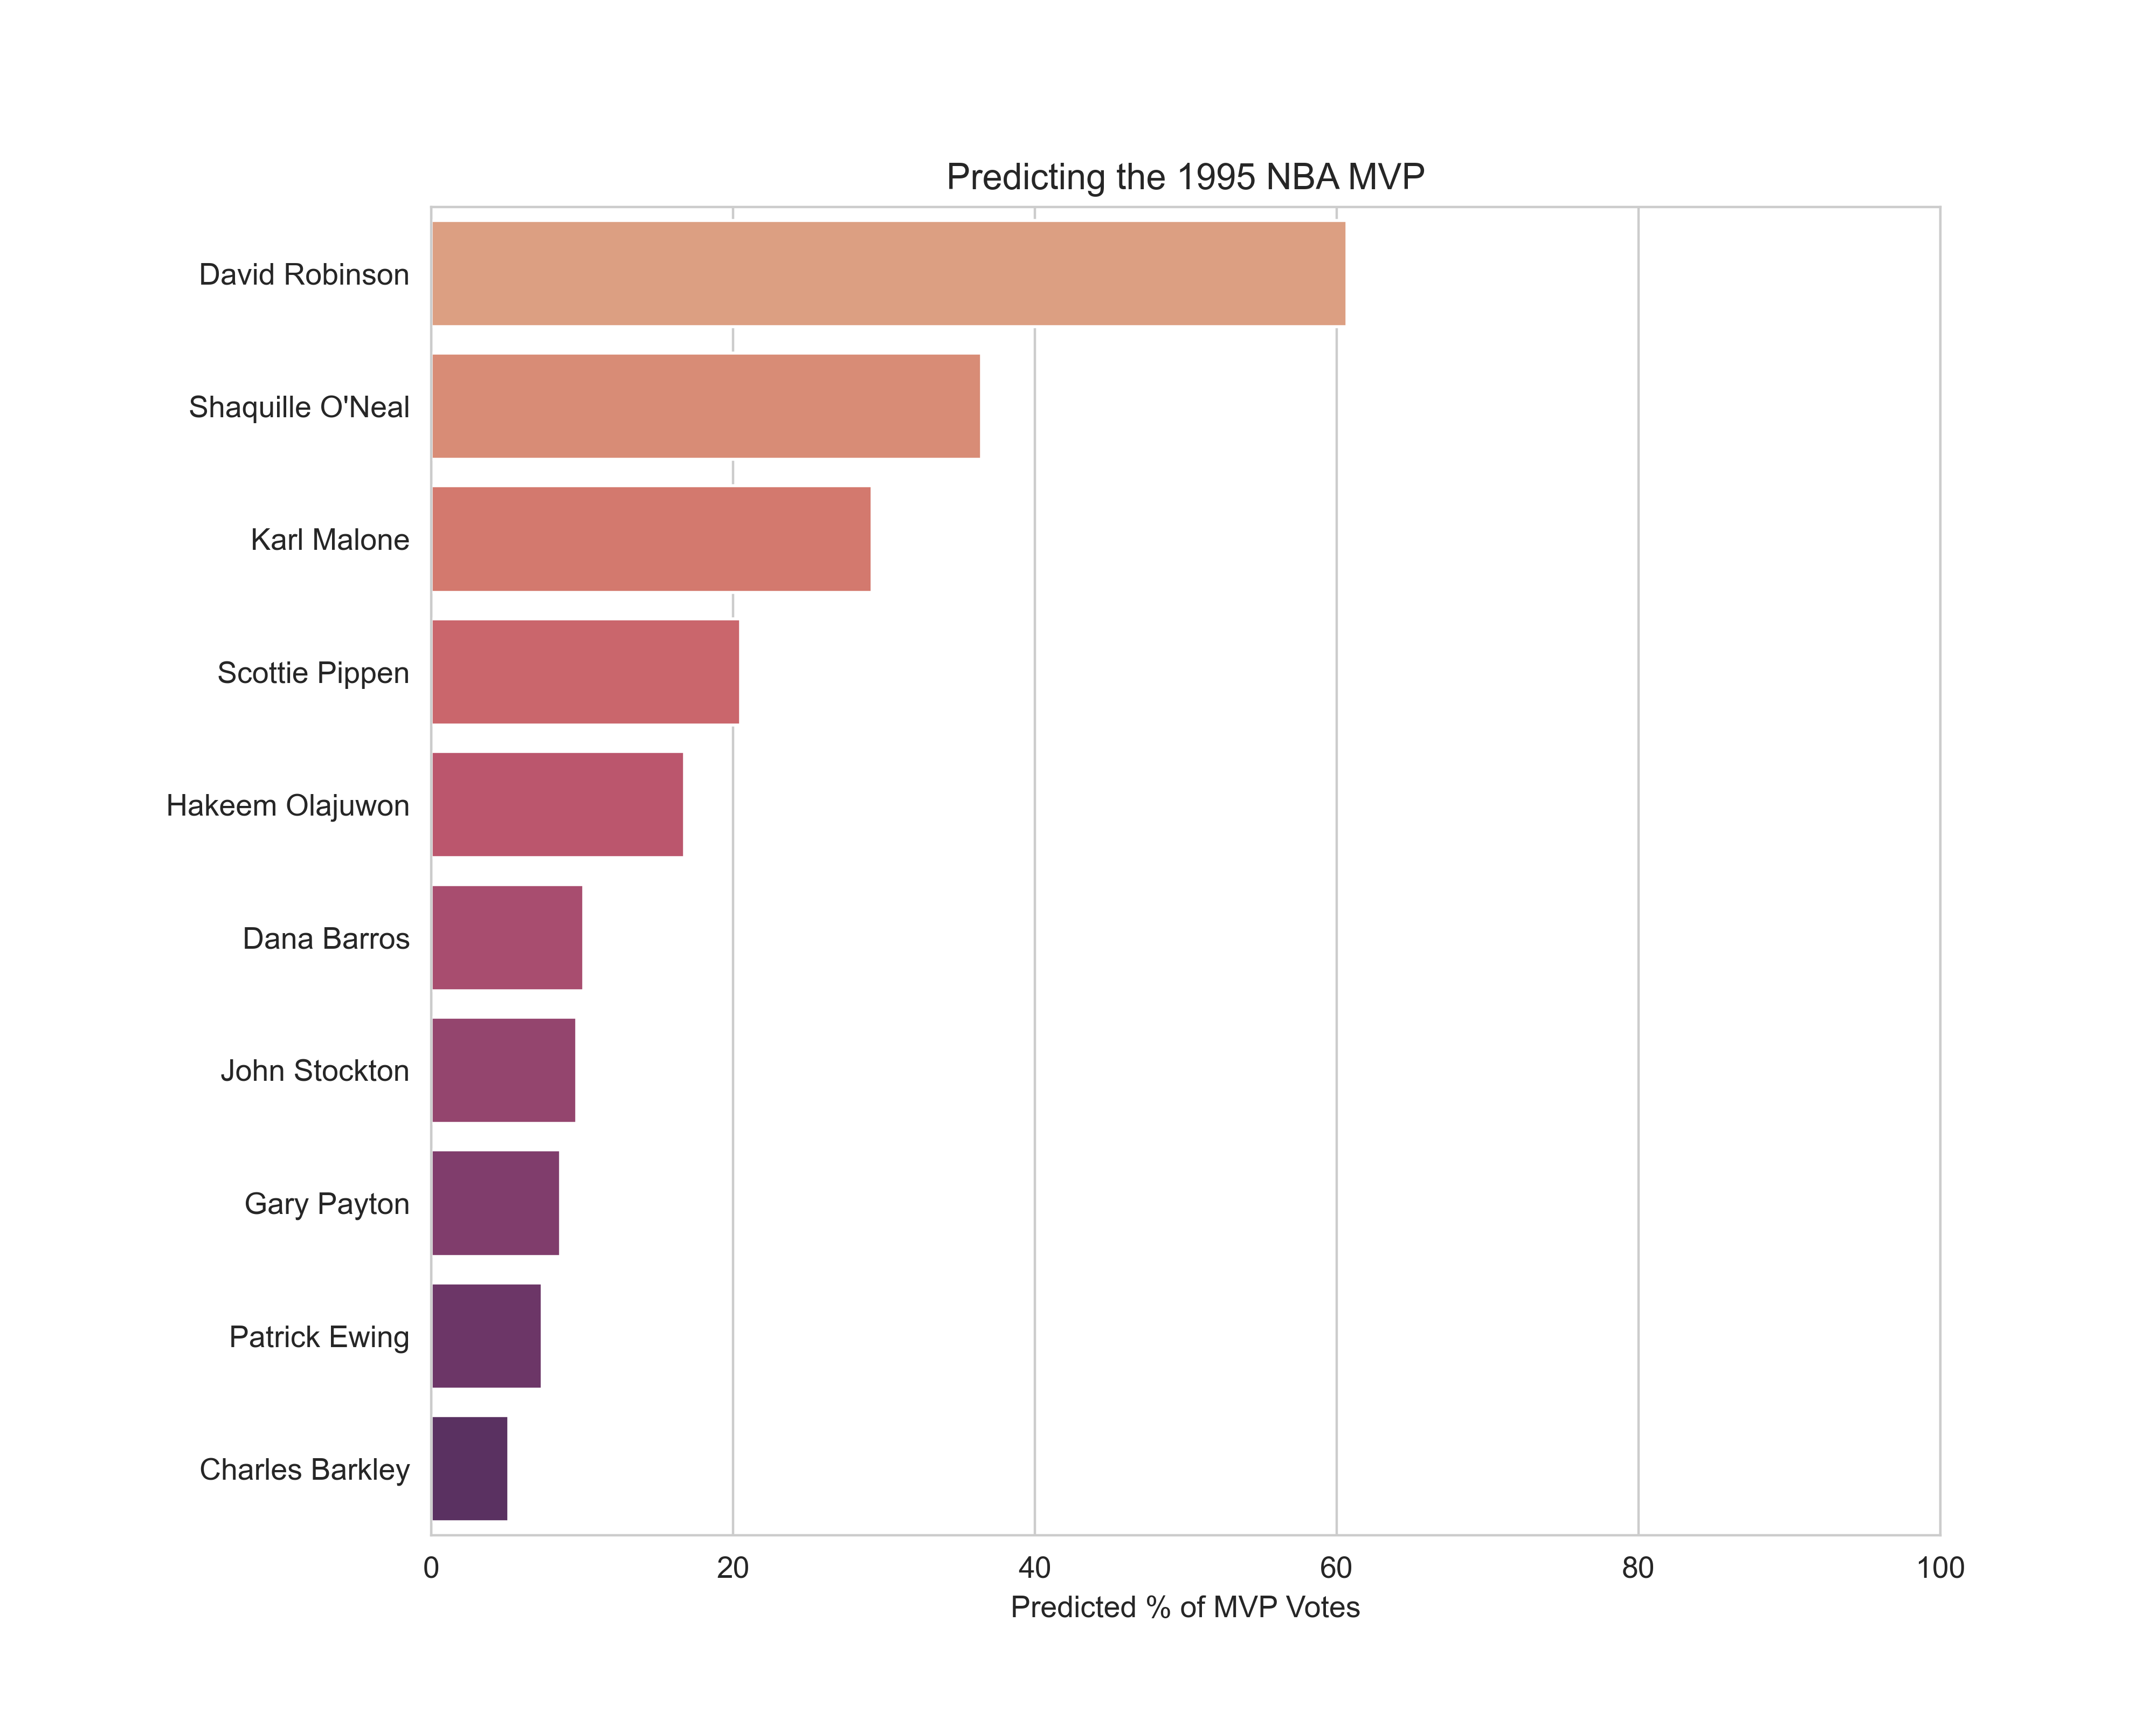 Predicting the 1995 NBA MVP
David Robinson
Shaquille O'Neal
Karl Malone
Scottie Pippen
Hakeem Olajuwon
Dana Barros
John Stockton
Gary Payton
Patrick Ewing
Charles Barkley
0 20 40 60 80 100
Predicted % of MVP Votes